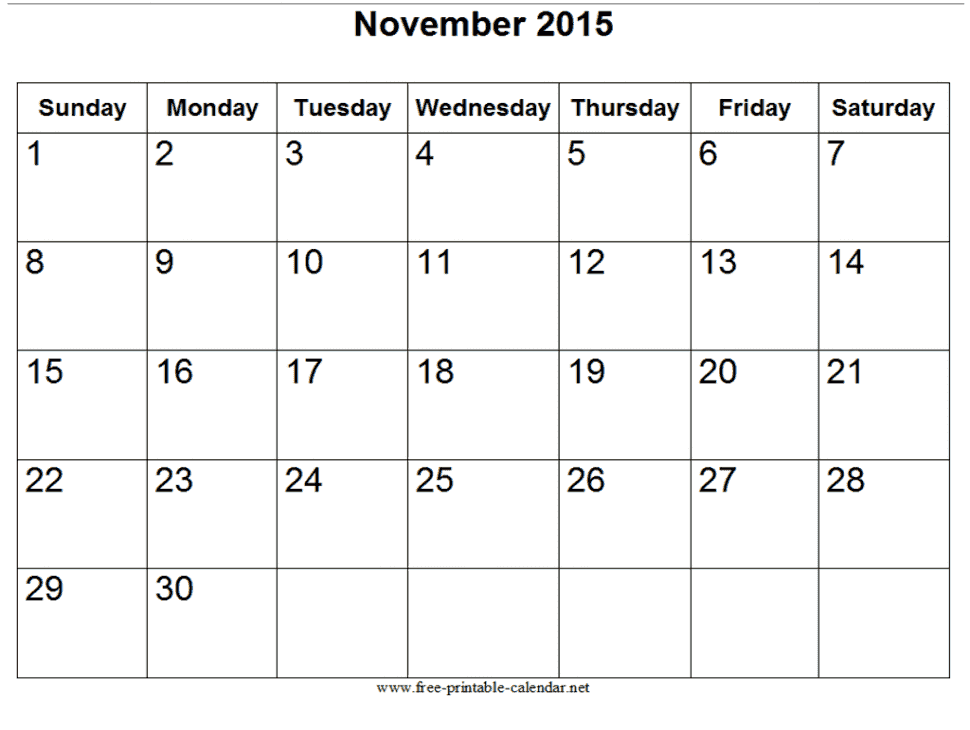 November 2015
Sunday Monday Tuesday Wednesday Thursday Friday Saturday
1 2 3 4 5 6 7
8 9 10 11 12 13 14
15 16 17 18 19 20 21
22 23 24 25 26 27 28
29 30
www.free-printable-calendar.net